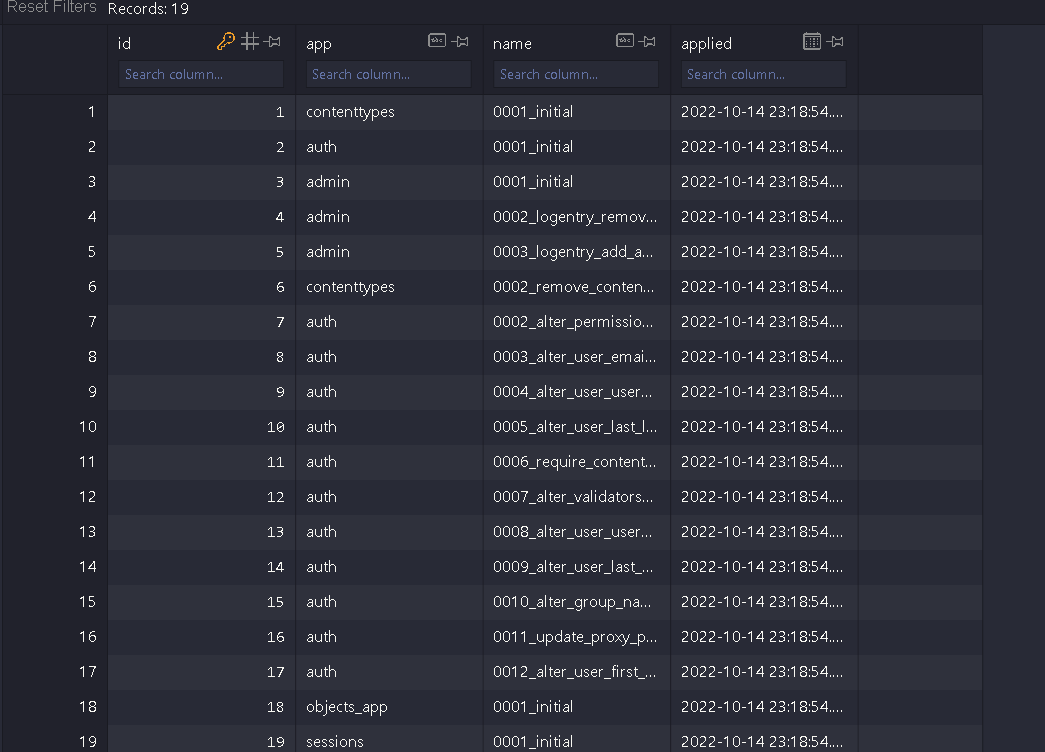 Reset Filters Records: 19
id app name applied
Search column... Search column... Search column... Search column...
1 1 contenttypes 0001_initial 2022-10-14 23:18:54....
2 2 auth 0001_initial 2022-10-14 23:18:54....
3 3 admin 0001_initial 2022-10-14 23:18:54....
4 4 admin 0002_logentry_remov... 2022-10-14 23:18:54....
5 5 admin 0003_logentry_add_a... 2022-10-14 23:18:54....
6 6 contenttypes 0002_remove_conten... 2022-10-14 23:18:54....
7 7 auth 0002_alter_permissio... 2022-10-14 23:18:54....
8 8 auth 0003_alter_user_emai... 2022-10-14 23:18:54....
9 9 auth 0004_alter_user_user... 2022-10-14 23:18:54....
10 10 auth 0005_alter_user_last_l... 2022-10-14 23:18:54....
11 11 auth 0006_require_content... 2022-10-14 23:18:54....
12 12 auth 0007_alter_validators... 2022-10-14 23:18:54....
13 13 auth 0008_alter_user_user... 2022-10-14 23:18:54....
14 14 auth 0009_alter_user_last_... 2022-10-14 23:18:54....
15 15 auth 0010_alter_group_na... 2022-10-14 23:18:54....
16 16 auth 0011_update_proxy_p... 2022-10-14 23:18:54....
17 17 auth 0012_alter_user_first_... 2022-10-14 23:18:54....
18 18 objects_app 0001_initial 2022-10-14 23:18:54....
19 19 sessions 0001_initial 2022-10-14 23:18:54....